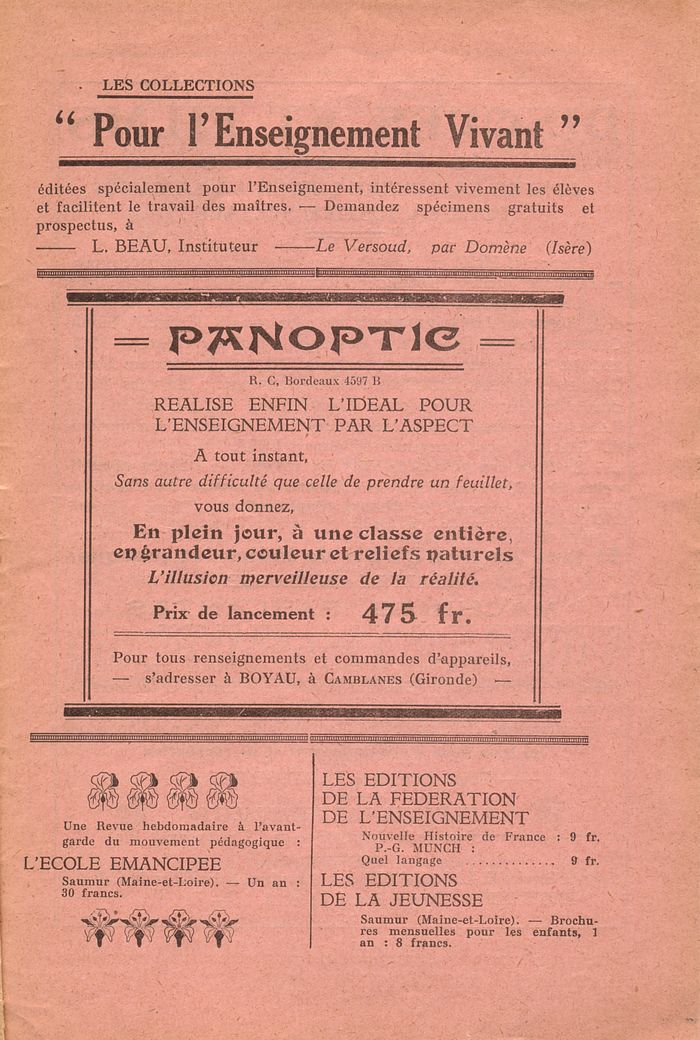 LES COLLECTIONS
“ Pour l’Enseignement Vivant ”
éditées spécialement pour l’Enseignement, intéressent vivement les élèves
et facilitent le travail des maîtres. — Demandez spécimens gratuits et
prospectus, à
—— L. BEAU, Instituteur ——Le Versoud, par Domène (Isère)
= PANOPTIC =
R. C, Bordeaux 4597 B
REALISE ENFIN L’IDEAL POUR
L’ENSEIGNEMENT PAR L’ASPECT
A tout instant,
Sans autre difficulté que celle de prendre un feuillet,
vous donnez,
En plein jour, à une classe entière,
en grandeur, couleur et reliefs naturels
L’illusion merveilleuse de la réalité.
Prix de lancement : 475 fr.
Pour tous renseignements et commandes d’appareils,
— s’adresser à BOYAU, à CAMBLANES (Gironde) —
Une Revue hebdomadaire à l’avant-
garde du mouvement pédagogique :
L’ECOLE EMANCIPEE
Saumur (Maine-et-Loire). — Un an :
30 francs.
LES EDITIONS
DE LA FEDERATION
DE L’ENSEIGNEMENT
Nouvelle Histoire de France : 9 fr.
P.-G. MUNCH :
Quel langage .............. 9 fr.
LES EDITIONS
DE LA JEUNESSE
Saumur (Maine-et-Loire). — Brochu-
res mensuelles pour les enfants, 1
an : 8 francs.